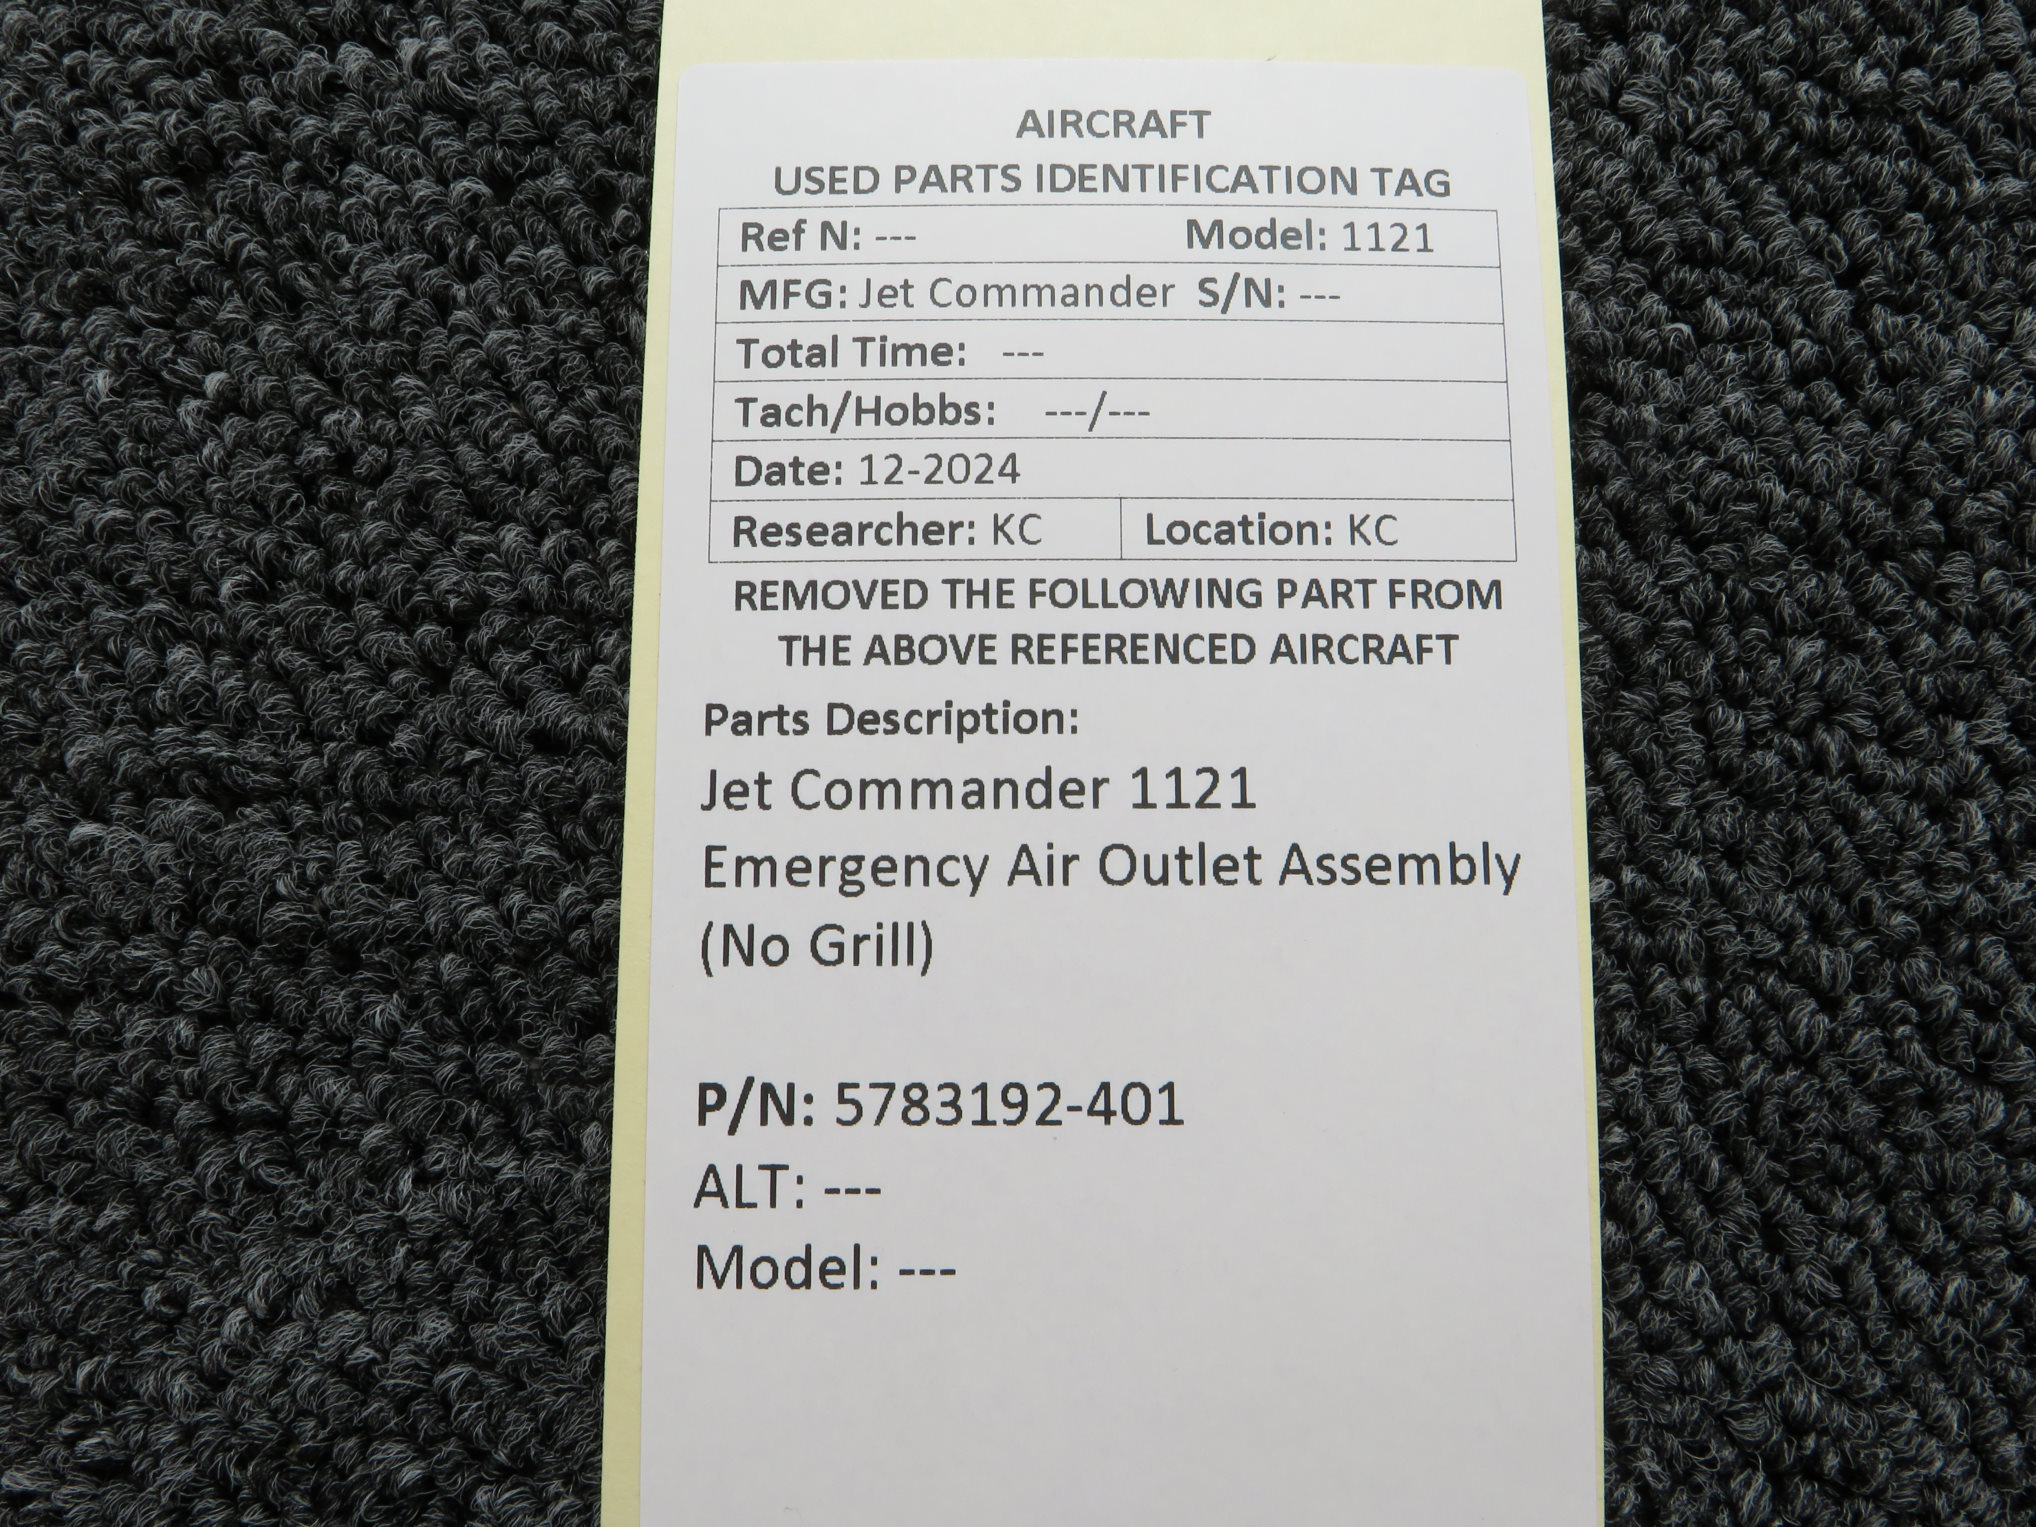 AIRCRAFT
USED PARTS IDENTIFICATION TAG
Ref N: --- Model: 1121
MFG: Jet Commander S/N: ---
Total Time: ---
Tach/Hobbs: ---/---
Date: 12-2024
Researcher: KC Location: KC
REMOVED THE FOLLOWING PART FROM
THE ABOVE REFERENCED AIRCRAFT
Parts Description:
Jet Commander 1121
Emergency Air Outlet Assembly
(No Grill)
P/N: 5783192-401
ALT: ---
Model: ---